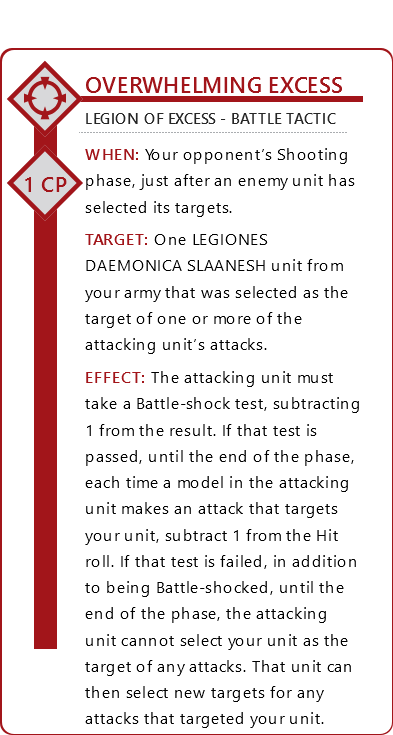 OVERWHELMING EXCESS
LEGION OF EXCESS - BATTLE TACTIC
1 CP
WHEN: Your opponent's Shooting
phase, just after an enemy unit has
selected its targets.
TARGET: One LEGIONES
DAEMONICA SLAANESH unit from
your army that was selected as the
target of one or more of the
attacking unit's attacks.
EFFECT: The attacking unit must
take a Battle-shock test, subtracting
1 from the result. If that test is
passed, until the end of the phase,
each time a model in the attacking
unit makes an attack that targets
your unit, subtract 1 from the Hit
roll. If that test is failed, in addition
to being Battle-shocked, until the
end of the phase, the attacking
unit cannot select your unit as the
target of any attacks. That unit can
then select new targets for any
attacks that targeted your unit.